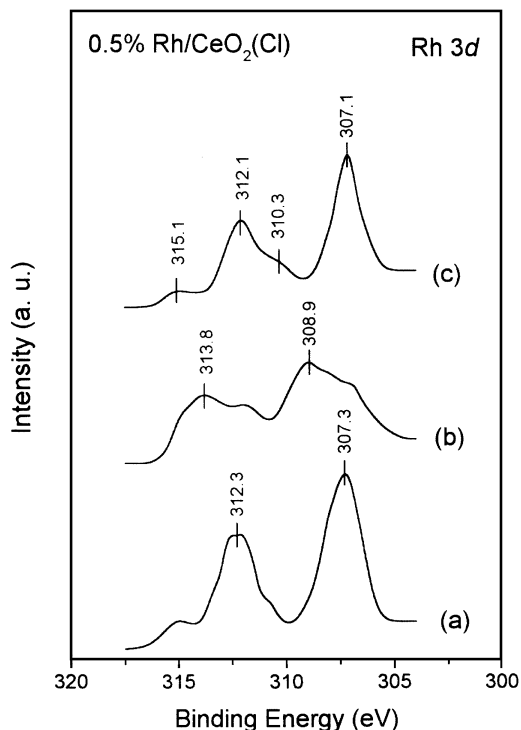 0.5% Rh/CeO₂(Cl)
Rh 3d
307.1
312.1
310.3
315.1
(c)
308.9
313.8
(b)
307.3
312.3
(a)
Intensity (a. u.)
320
315
310
305
300
Binding Energy (eV)